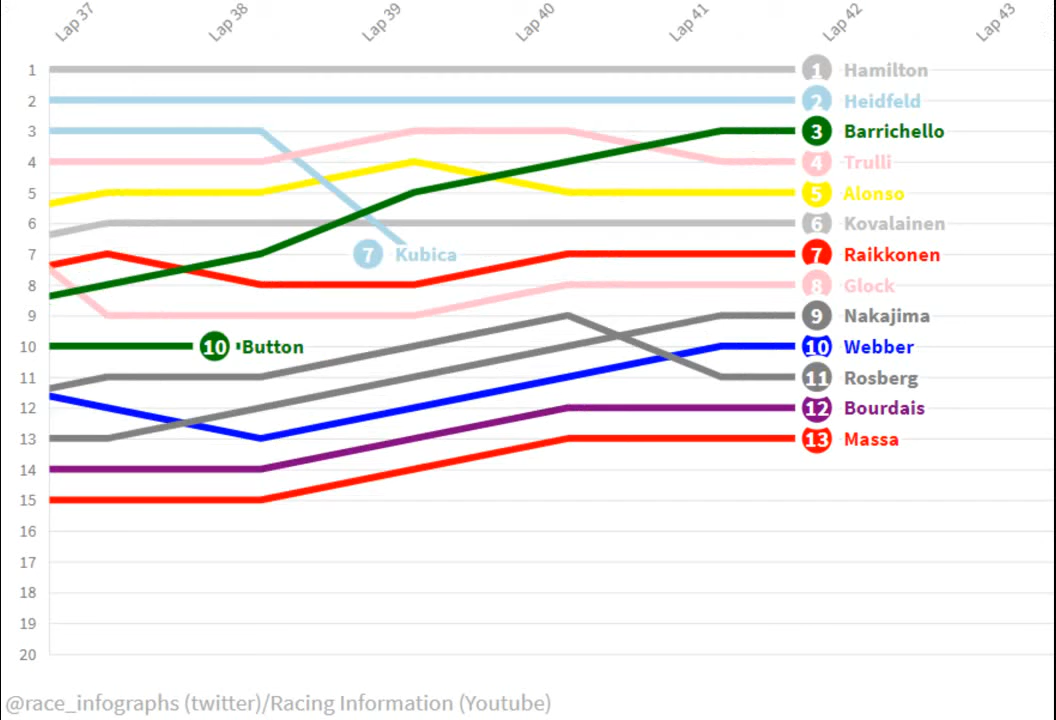 Lap 37 Lap 38 Lap 39 Lap 40 Lap 41 Lap 42 Lap 43
1 1 Hamilton
2 2 Heidfeld
3 3 Barrichello
4 4 Trulli
5 5 Alonso
6 6 Kovalainen
7 7 Kubica 7 Raikkonen
8 8 Glock
9 9 Nakajima
10 10 Button 10 Webber
11 11 Rosberg
12 12 Bourdais
13 13 Massa
14
15
16
17
18
19
20
@race_infographs (twitter)/Racing Information (Youtube)